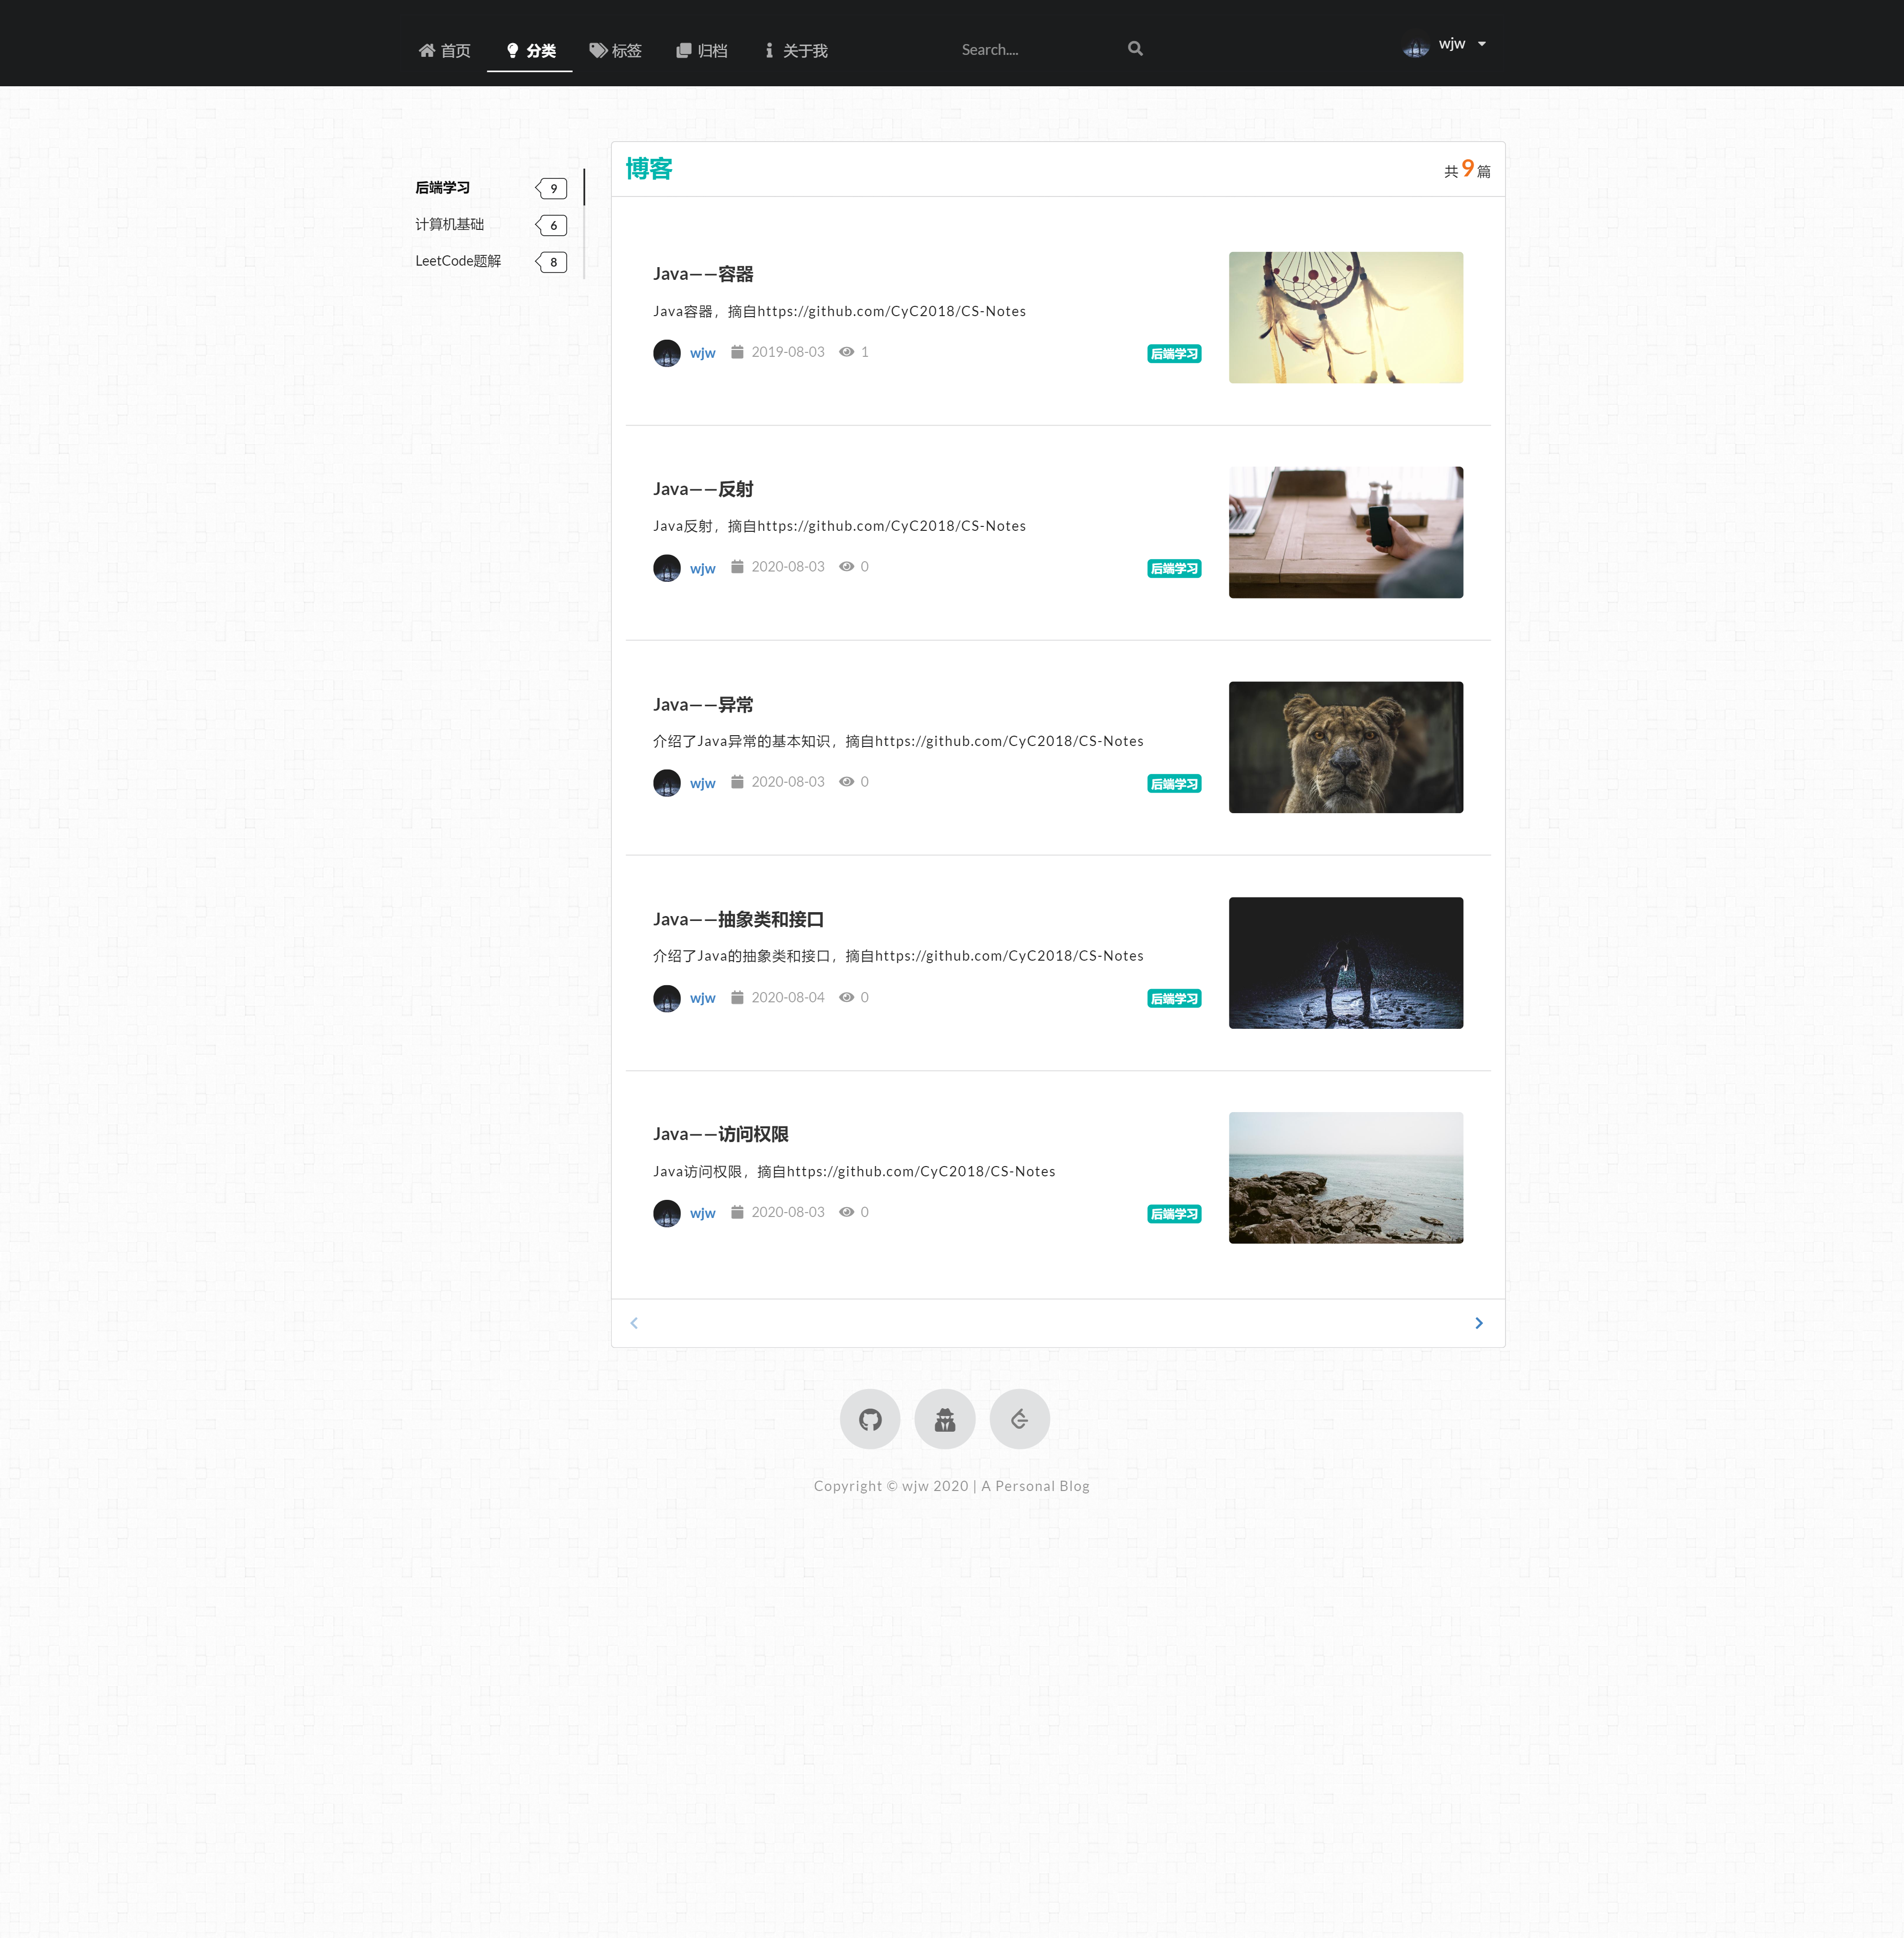 首页 分类 标签 归档 关于我 Search.... wjw
博客 共9篇
后端学习 9
计算机基础 6
LeetCode题解 8
Java——容器
Java容器，摘自https://github.com/CyC2018/CS-Notes
wjw 2019-08-03 1 后端学习
Java——反射
Java反射，摘自https://github.com/CyC2018/CS-Notes
wjw 2020-08-03 0 后端学习
Java——异常
介绍了Java异常的基本知识，摘自https://github.com/CyC2018/CS-Notes
wjw 2020-08-03 0 后端学习
Java——抽象类和接口
介绍了Java的抽象类和接口，摘自https://github.com/CyC2018/CS-Notes
wjw 2020-08-04 0 后端学习
Java——访问权限
Java访问权限，摘自https://github.com/CyC2018/CS-Notes
wjw 2020-08-03 0 后端学习
Copyright © wjw 2020 | A Personal Blog